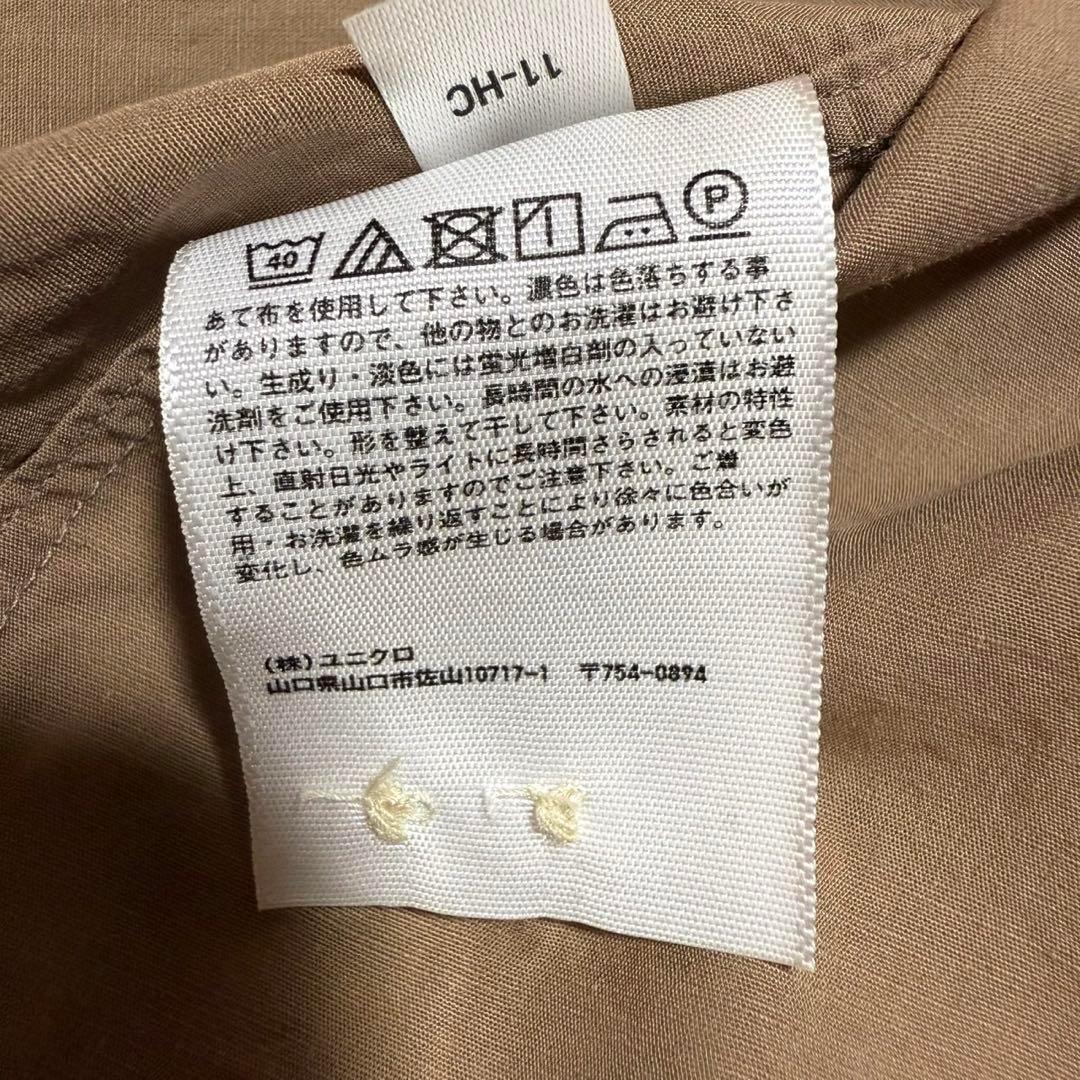 11-HC
40
P
あて布を使用して下さい。濃色は色落ちする事
がありますので、他の物とのお洗濯はお避け下さ
い。生成り・淡色には蛍光増白剤の入っていない
洗剤をご使用下さい。長時間の水への浸漬はお避
け下さい。形を整えて干して下さい。素材の特性
上、直射日光やライトに長時間さらされると変色
することがありますのでご注意下さい。ご着
用・お洗濯を繰り返すことにより徐々に色合いが
変化し、色ムラ感が生じる場合があります。
(株)ユニクロ
山口県山口市佐山10717-1 〒754-0894